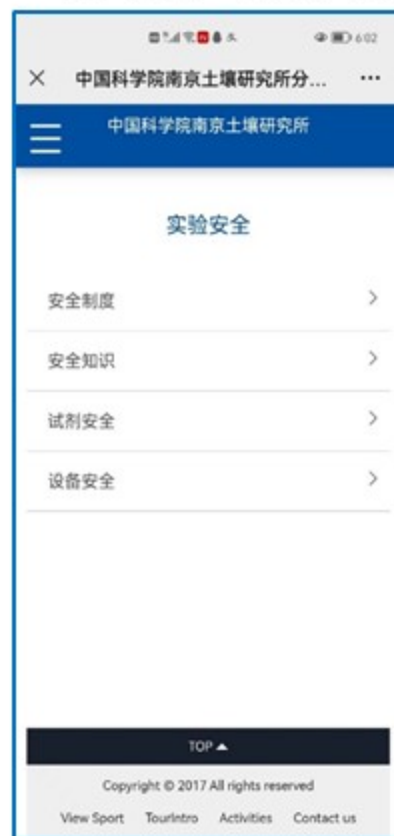 6:02
中国科学院南京土壤研究所分...
中国科学院南京土壤研究所
实验安全
安全制度
安全知识
试剂安全
设备安全
TOP
Copyright © 2017 All rights reserved
View Sport TourIntro Activities Contact us